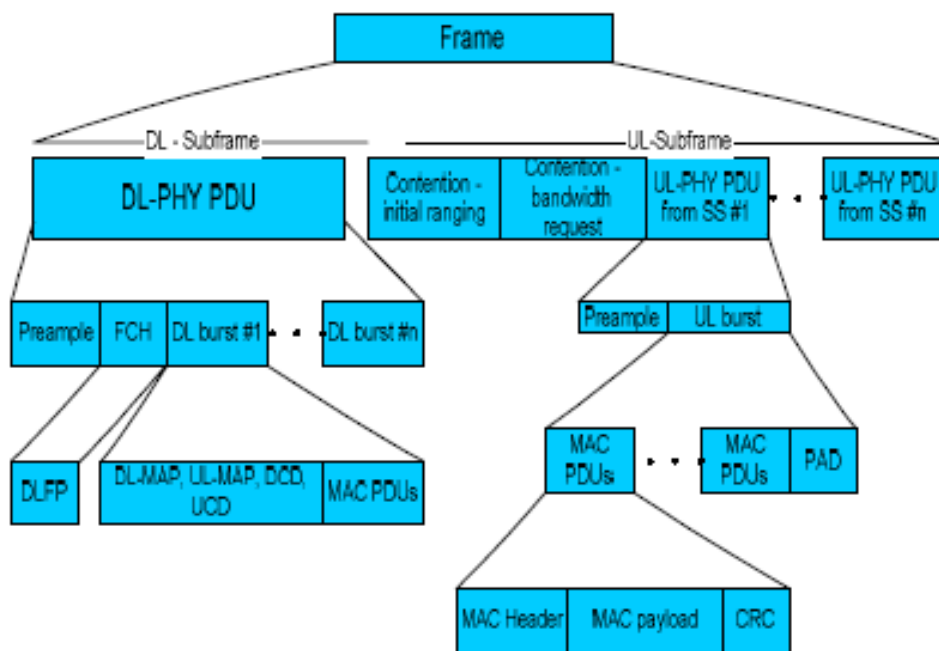 Frame
DL - Subframe
UL-Subframe
DL-PHY PDU
Contention -
initial ranging
Contention -
bandwidth
request
UL-PHY PDU
from SS #1
UL-PHY PDU
from SS #n
Preample
FCH
DL burst #1
DL burst #n
Preample
UL burst
DLFP
DL-MAP, UL-MAP, DCD,
UCD
MAC PDUs
MAC
PDUs
MAC
PDUs
PAD
MAC Header
MAC payload
CRC